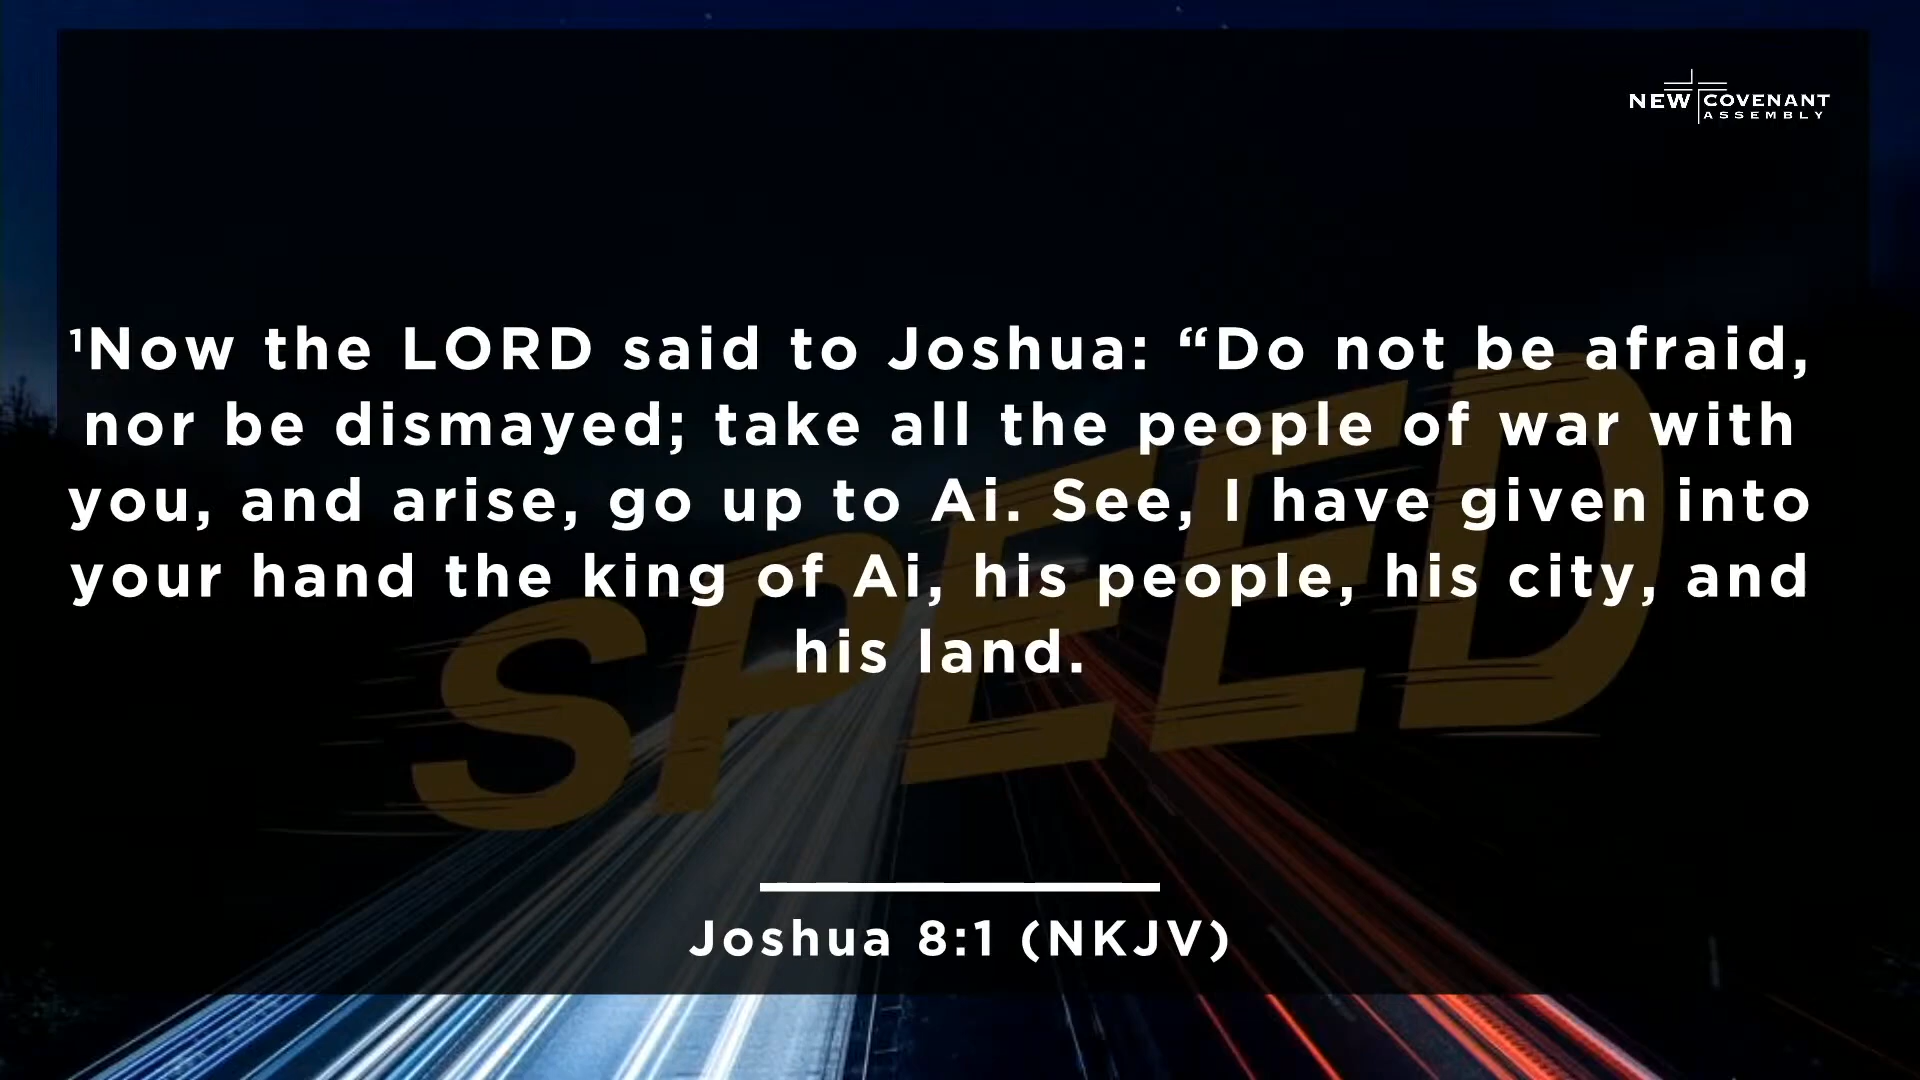 NEW COVENANT
ASSEMBLY
¹Now the LORD said to Joshua: “Do not be afraid,
nor be dismayed; take all the people of war with
you, and arise, go up to Ai. See, I have given into
your hand the king of Ai, his people, his city, and
his land.
SPEED
Joshua 8:1 (NKJV)